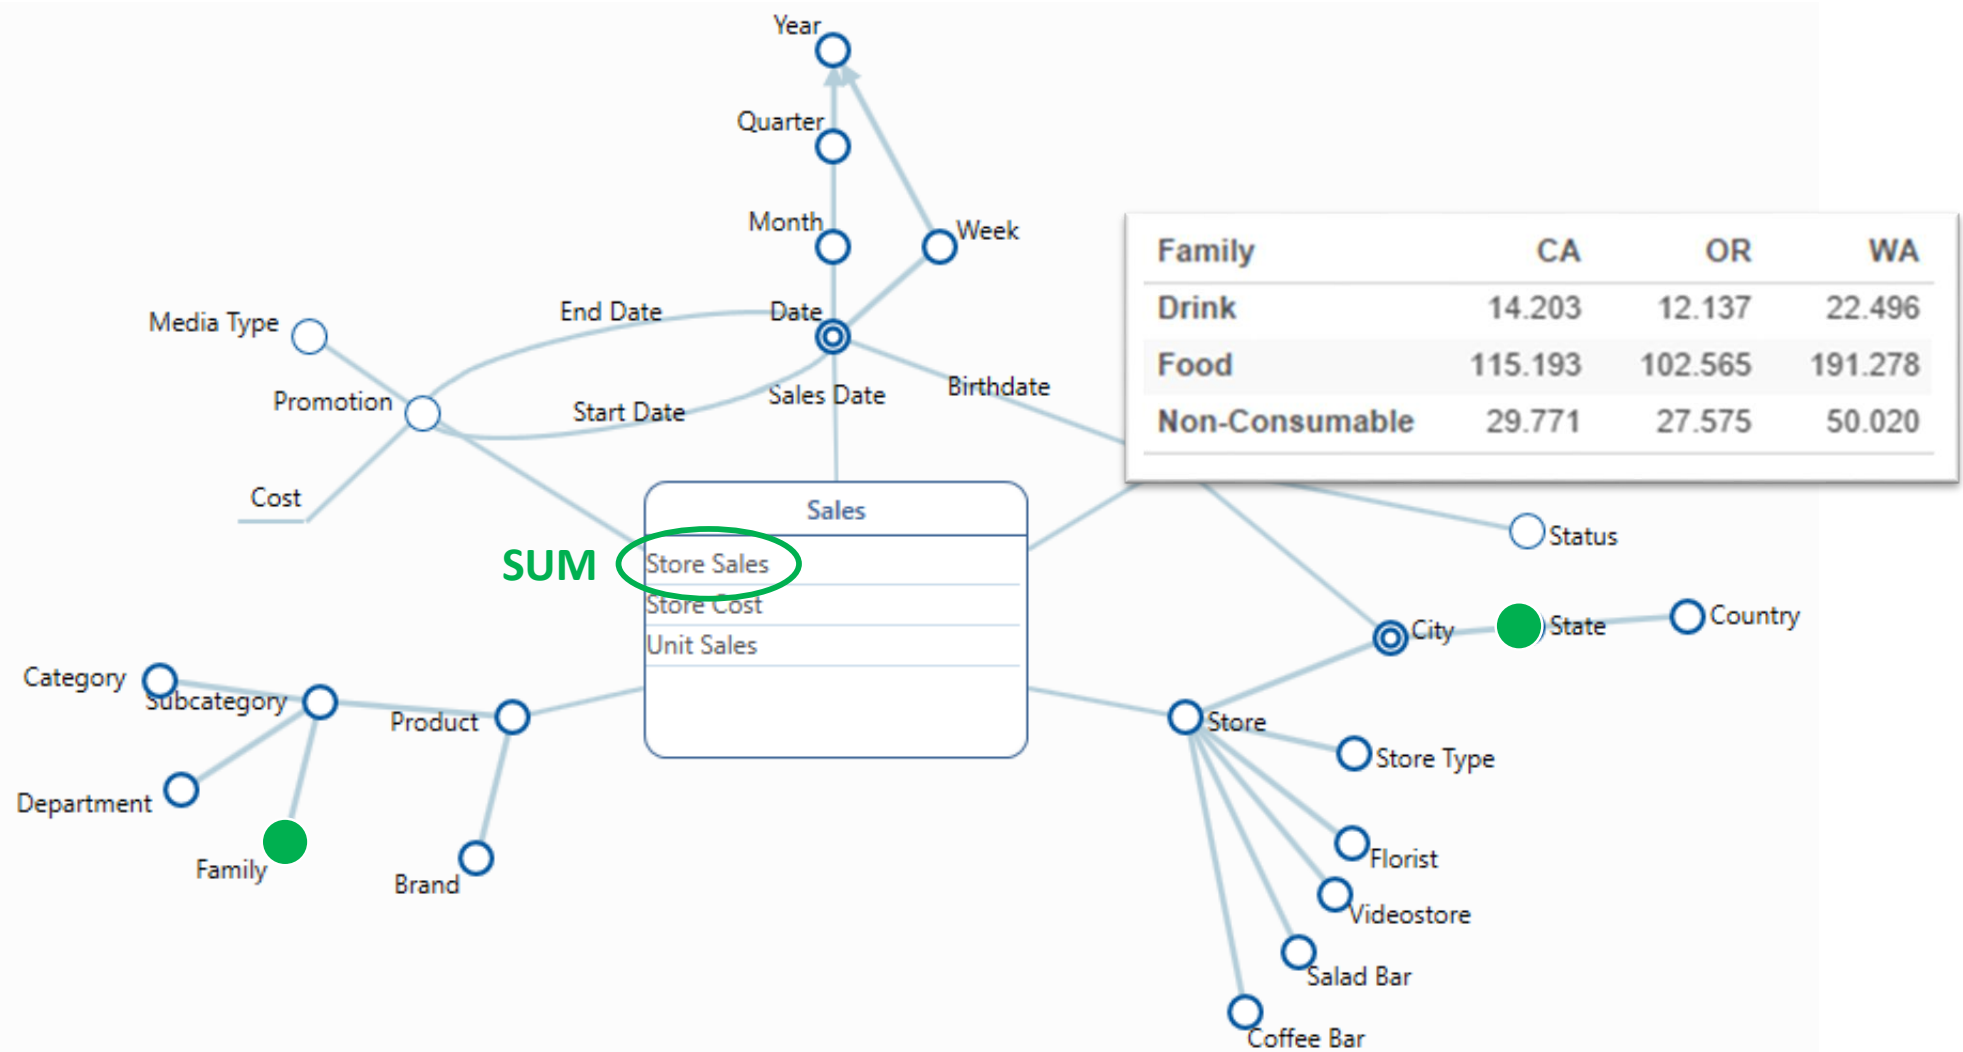 Year
Quarter
Month
Week
Family CA OR WA
Drink 14.203 12.137 22.496
Food 115.193 102.565 191.278
Non-Consumable 29.771 27.575 50.020
End Date
Date
Media Type
Birthdate
Sales Date
Promotion
Start Date
Cost
Sales
SUM
Store Sales
Store Cost
Unit Sales
Status
City
State
Country
Category
Subcategory
Product
Department
Family
Brand
Store
Store Type
Florist
Videostore
Salad Bar
Coffee Bar